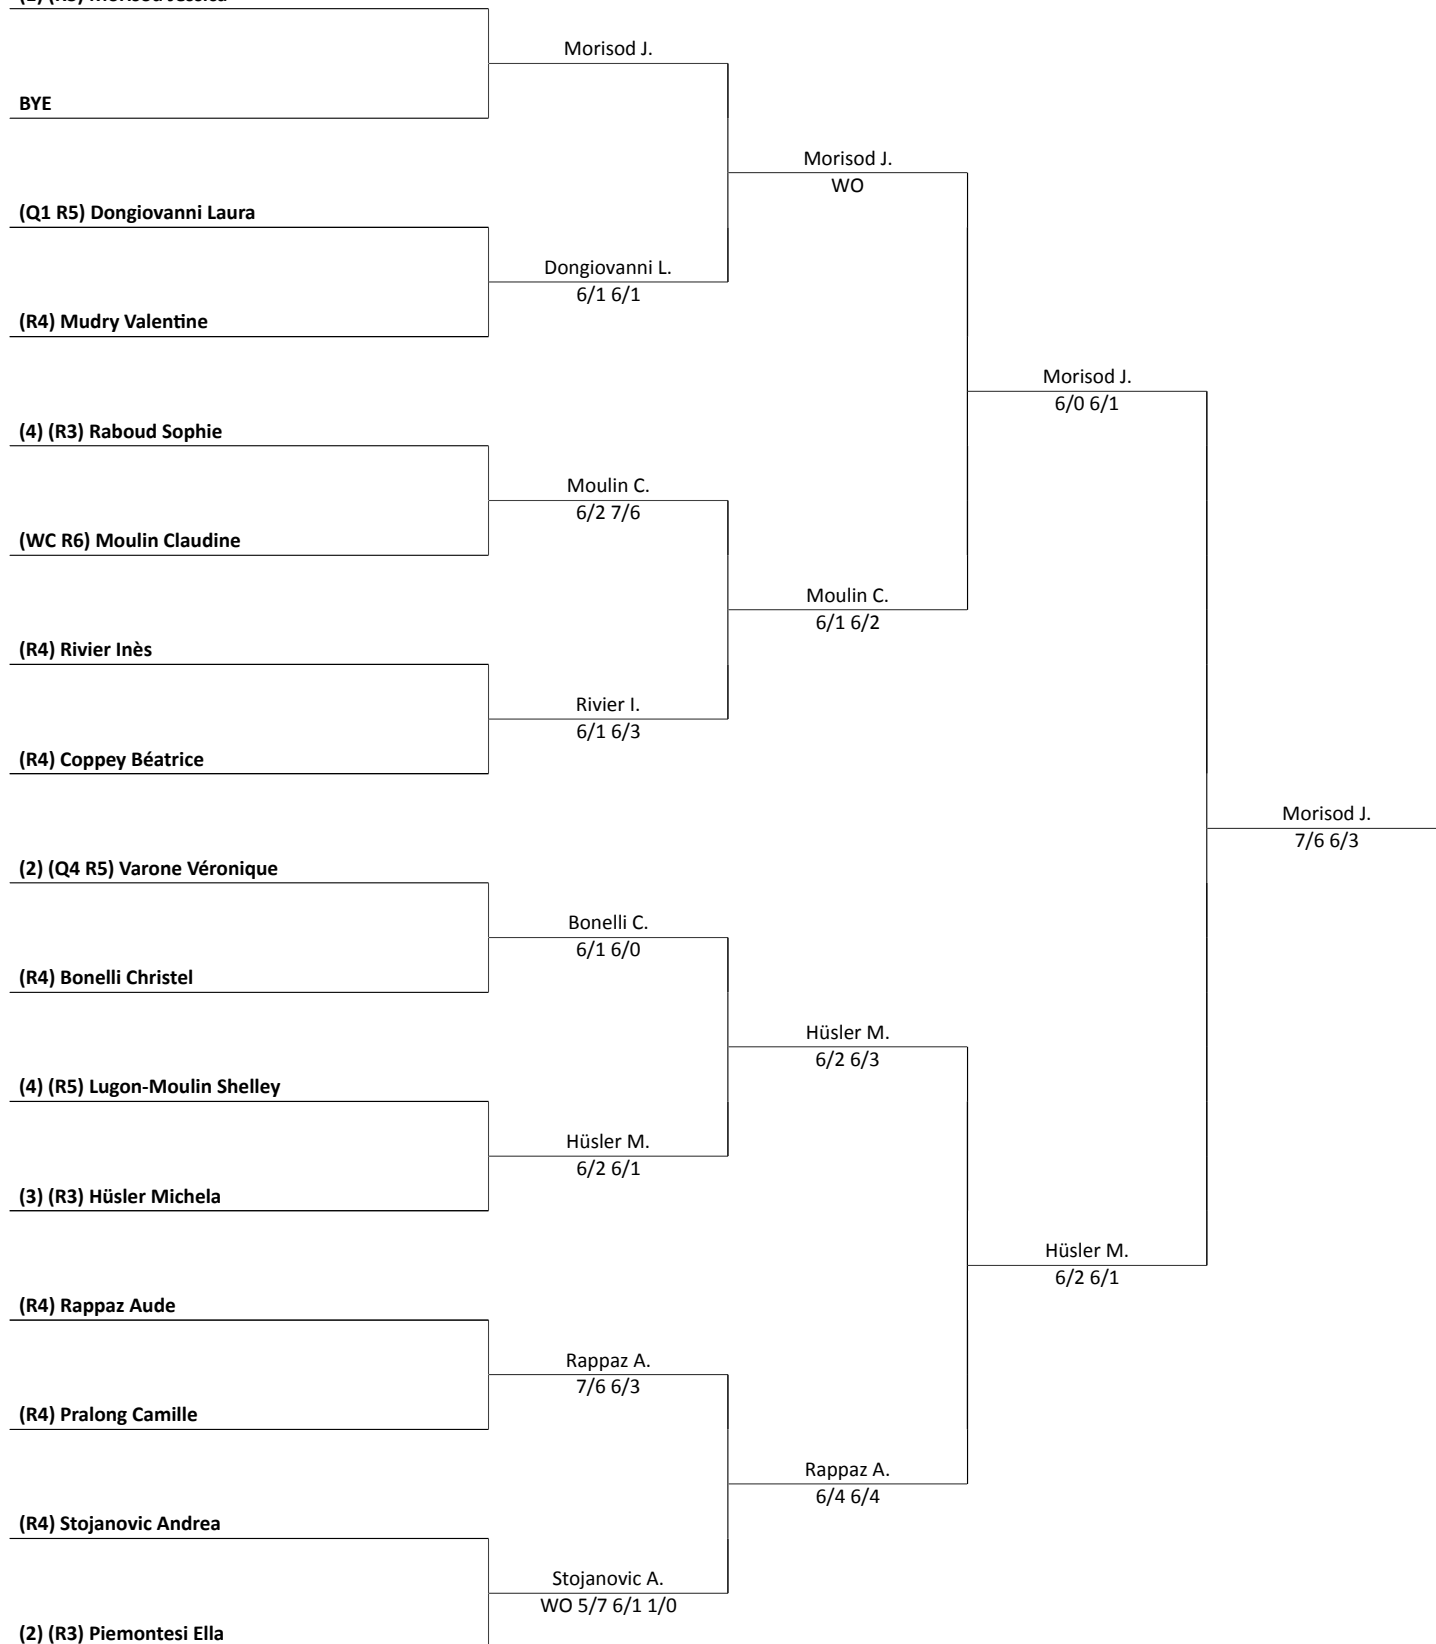 Morisod J.
BYE
Morisod J.
WO
(Q1 R5) Dongiovanni Laura
Dongiovanni L.
6/1 6/1
(R4) Mudry Valentine
Morisod J.
6/0 6/1
(4) (R3) Raboud Sophie
Moulin C.
6/2 7/6
(WC R6) Moulin Claudine
Moulin C.
6/1 6/2
(R4) Rivier Inès
Rivier I.
6/1 6/3
(R4) Coppey Béatrice
Morisod J.
7/6 6/3
(2) (Q4 R5) Varone Véronique
Bonelli C.
6/1 6/0
(R4) Bonelli Christel
Hüsler M.
6/2 6/3
(4) (R5) Lugon-Moulin Shelley
Hüsler M.
6/2 6/1
(3) (R3) Hüsler Michela
Hüsler M.
6/2 6/1
(R4) Rappaz Aude
Rappaz A.
7/6 6/3
(R4) Pralong Camille
Rappaz A.
6/4 6/4
(R4) Stojanovic Andrea
Stojanovic A.
WO 5/7 6/1 1/0
(2) (R3) Piemontesi Ella